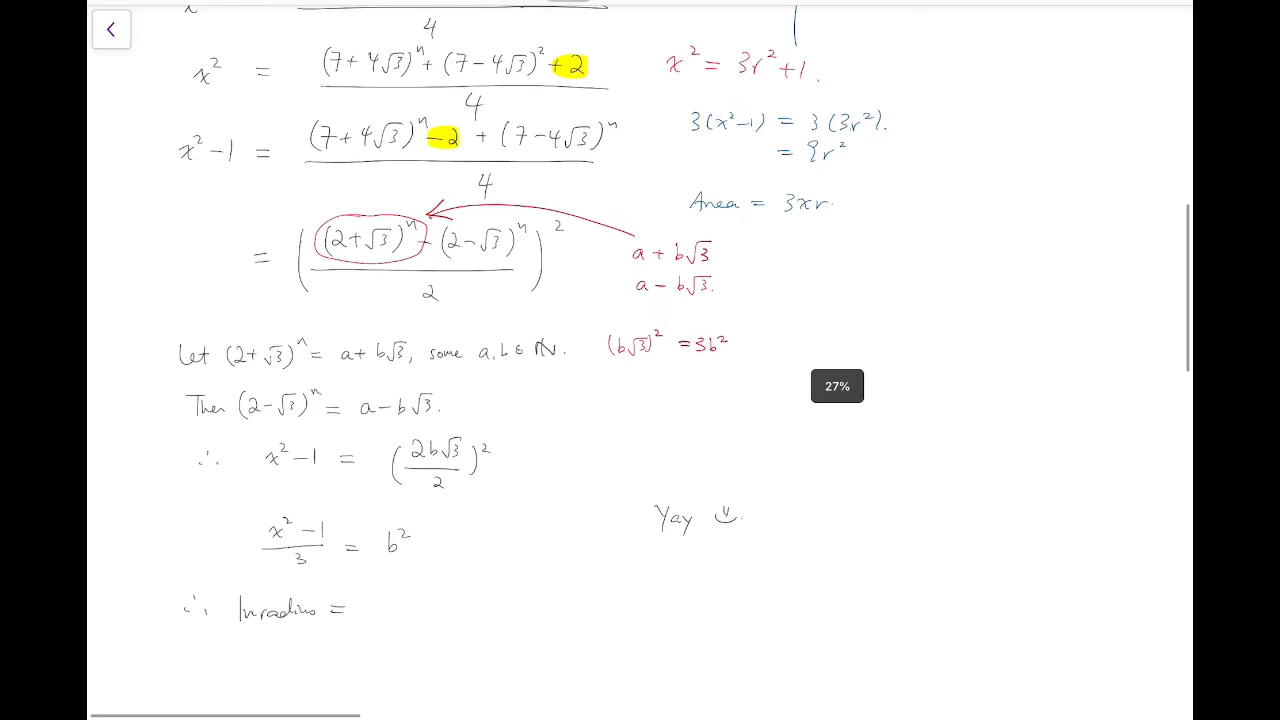 4
x² = ((7+4√3)ⁿ + (7-4√3)² +2)/4
x²-1 = ((7+4√3)ⁿ -2 + (7-4√3)ⁿ)/4
= (((2+√3)ⁿ - (2-√3)ⁿ)/2)²
Let (2+√3)ⁿ = a+b√3, some a,b ∈ ℕ.
Then (2-√3)ⁿ = a-b√3.
∴ x²-1 = (2b√3/2)²
(x²-1)/3 = b²
∴ Inradius =
x² = 3r²+1.
3(x²-1) = 3(3r²).
= 9r²
Area = 3xr.
a + b√3
a - b√3.
(b√3)² = 3b²
27%
Yay